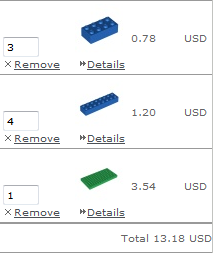 3 0.78 USD
× Remove Details
4 1.20 USD
× Remove Details
1 3.54 USD
× Remove Details
Total 13.18 USD